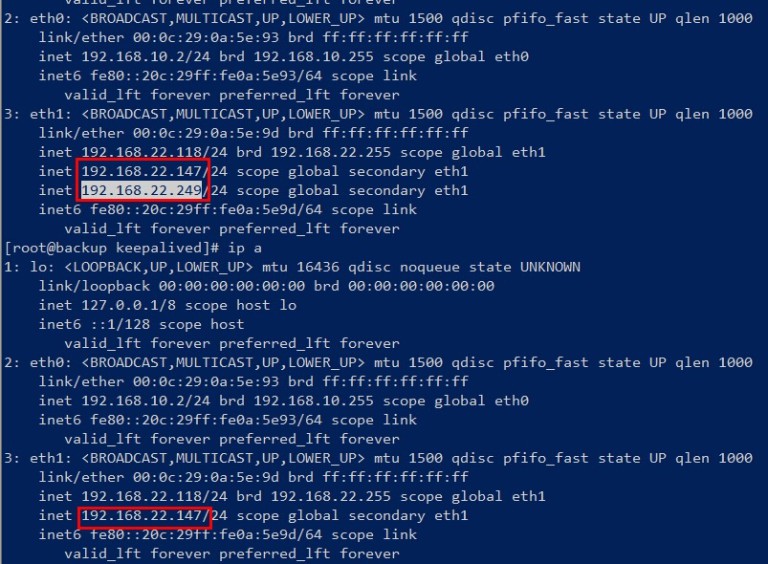 2: eth0: <BROADCAST,MULTICAST,UP,LOWER_UP> mtu 1500 qdisc pfifo_fast state UP qlen 1000
link/ether 00:0c:29:0a:5e:93 brd ff:ff:ff:ff:ff:ff
inet 192.168.10.2/24 brd 192.168.10.255 scope global eth0
inet6 fe80::20c:29ff:fe0a:5e93/64 scope link
valid_lft forever preferred_lft forever
3: eth1: <BROADCAST,MULTICAST,UP,LOWER_UP> mtu 1500 qdisc pfifo_fast state UP qlen 1000
link/ether 00:0c:29:0a:5e:9d brd ff:ff:ff:ff:ff:ff
inet 192.168.22.118/24 brd 192.168.22.255 scope global eth1
inet 192.168.22.147/24 scope global secondary eth1
inet 192.168.22.249/24 scope global secondary eth1
inet6 fe80::20c:29ff:fe0a:5e9d/64 scope link
valid_lft forever preferred_lft forever
[root@backup keepalived]# ip a
1: lo: <LOOPBACK,UP,LOWER_UP> mtu 16436 qdisc noqueue state UNKNOWN
link/loopback 00:00:00:00:00:00 brd 00:00:00:00:00:00
inet 127.0.0.1/8 scope host lo
inet6 ::1/128 scope host
valid_lft forever preferred_lft forever
2: eth0: <BROADCAST,MULTICAST,UP,LOWER_UP> mtu 1500 qdisc pfifo_fast state UP qlen 1000
link/ether 00:0c:29:0a:5e:93 brd ff:ff:ff:ff:ff:ff
inet 192.168.10.2/24 brd 192.168.10.255 scope global eth0
inet6 fe80::20c:29ff:fe0a:5e93/64 scope link
valid_lft forever preferred_lft forever
3: eth1: <BROADCAST,MULTICAST,UP,LOWER_UP> mtu 1500 qdisc pfifo_fast state UP qlen 1000
link/ether 00:0c:29:0a:5e:9d brd ff:ff:ff:ff:ff:ff
inet 192.168.22.118/24 brd 192.168.22.255 scope global eth1
inet 192.168.22.147/24 scope global secondary eth1
inet6 fe80::20c:29ff:fe0a:5e9d/64 scope link
valid_lft forever preferred_lft forever